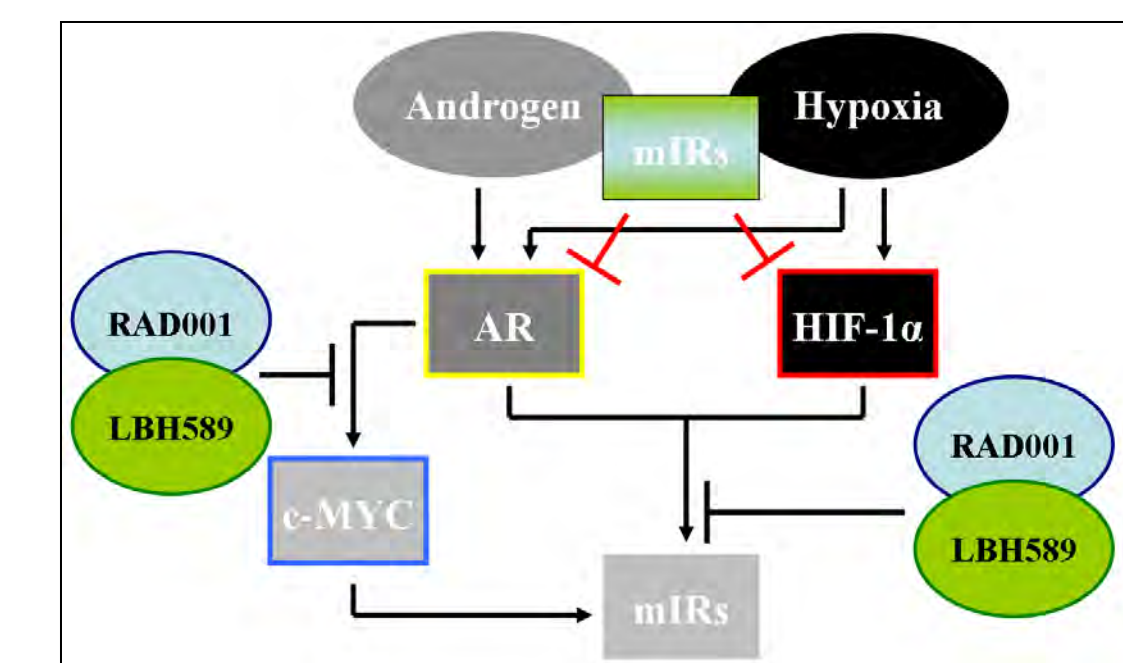 Androgen
mIRs
Hypoxia
RAD001
LBH589
AR
HIF-1α
c-MYC
RAD001
LBH589
mIRs